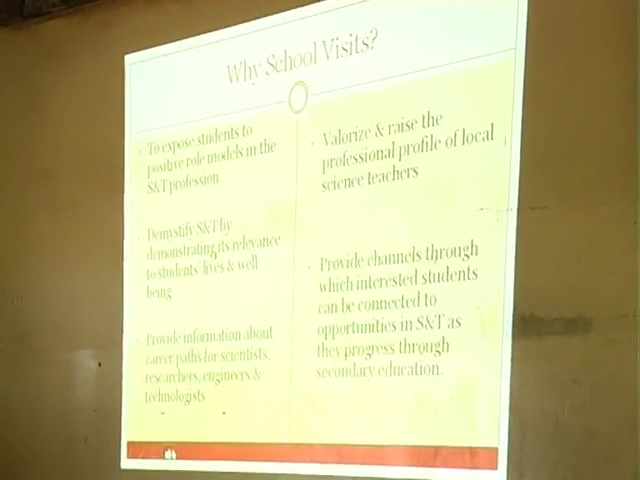 Why School Visits?
To expose students to
positive role models in the
S&T profession
Demystify S&T by
demonstrating its relevance
to students' lives & well
being
Provide information about
career paths for scientists,
researchers, engineers &
technologists
Valorize & raise the
professional profile of local
science teachers
Provide channels through
which interested students
can be connected to
opportunities in S&T as
they progress through
secondary education.